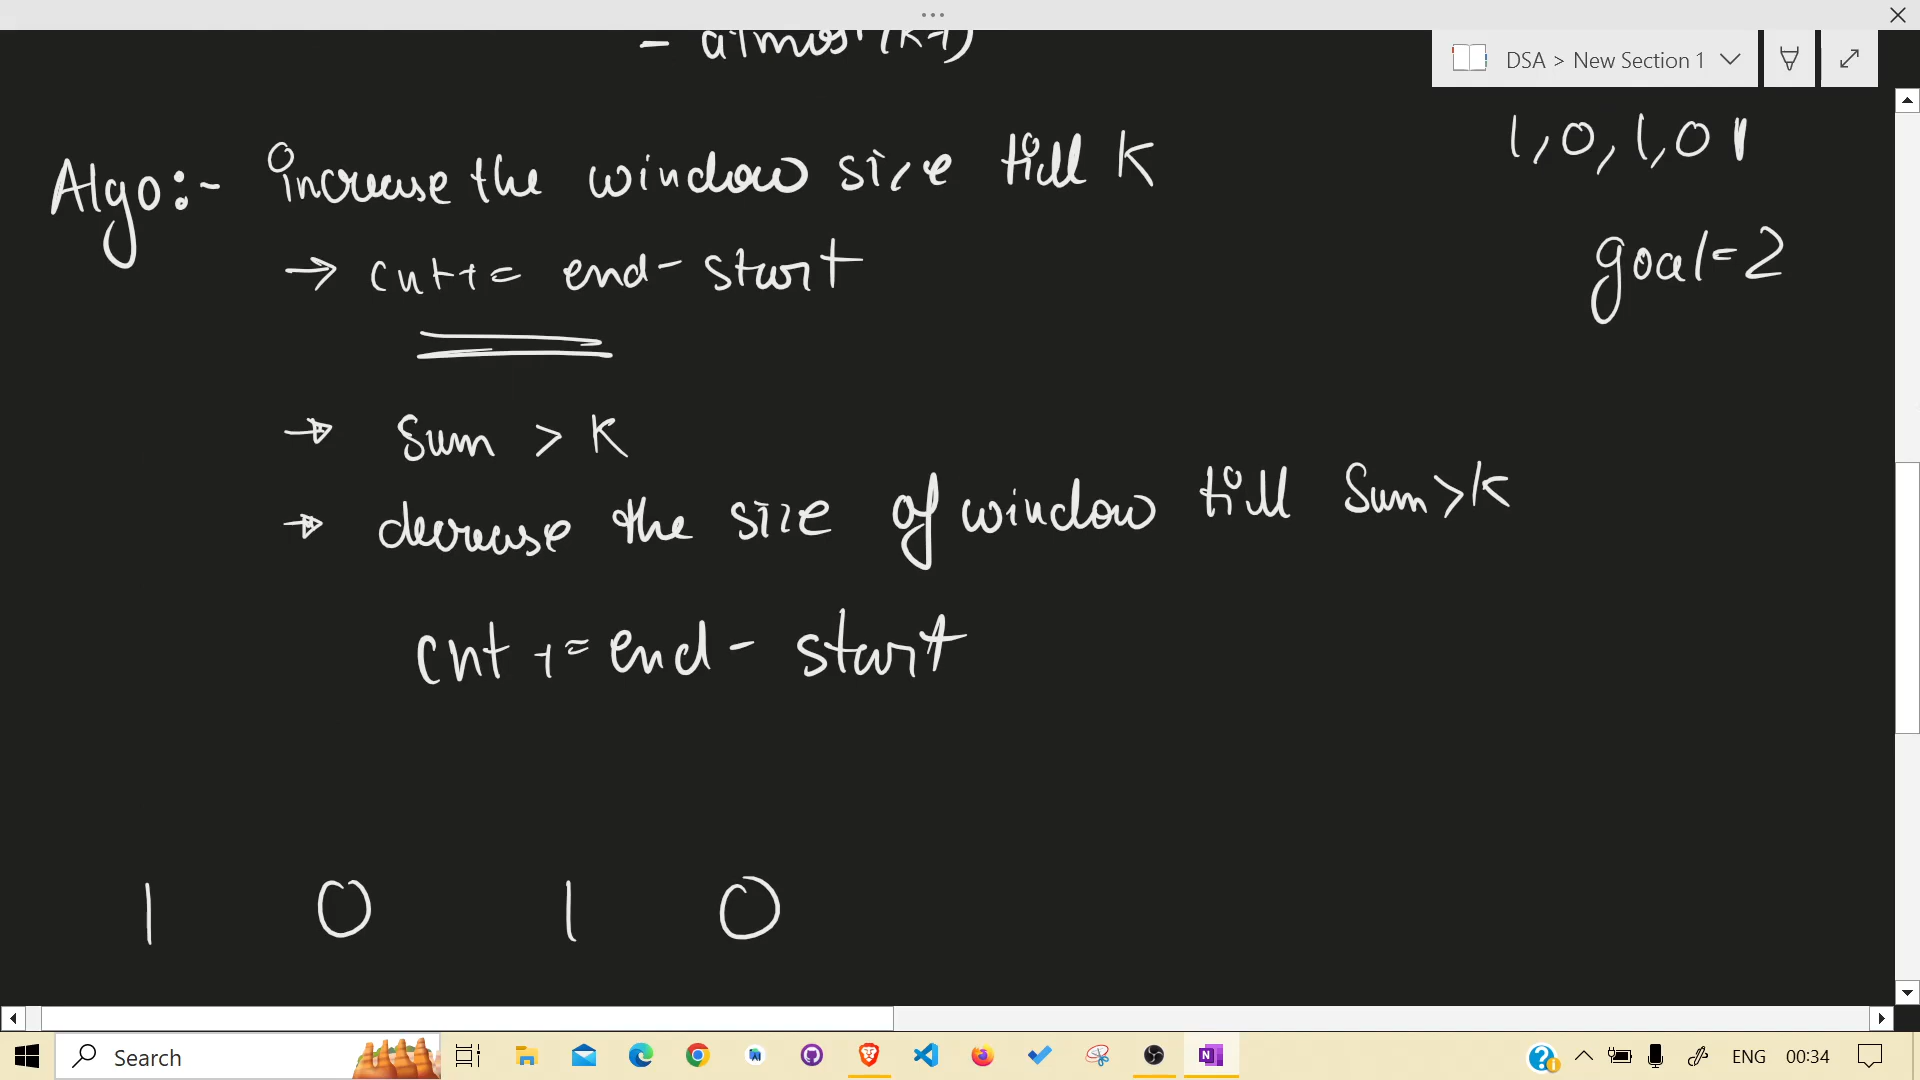 - atmost (K-1)
DSA > New Section 1
1,0,1,0 1
Algo:- increase the window size till K
→ cnt+= end- start
goal=2
→ sum > K
→ decrease the size of window till Sum>K
cnt += end- start
1 0 1 0
Search
ENG 00:34